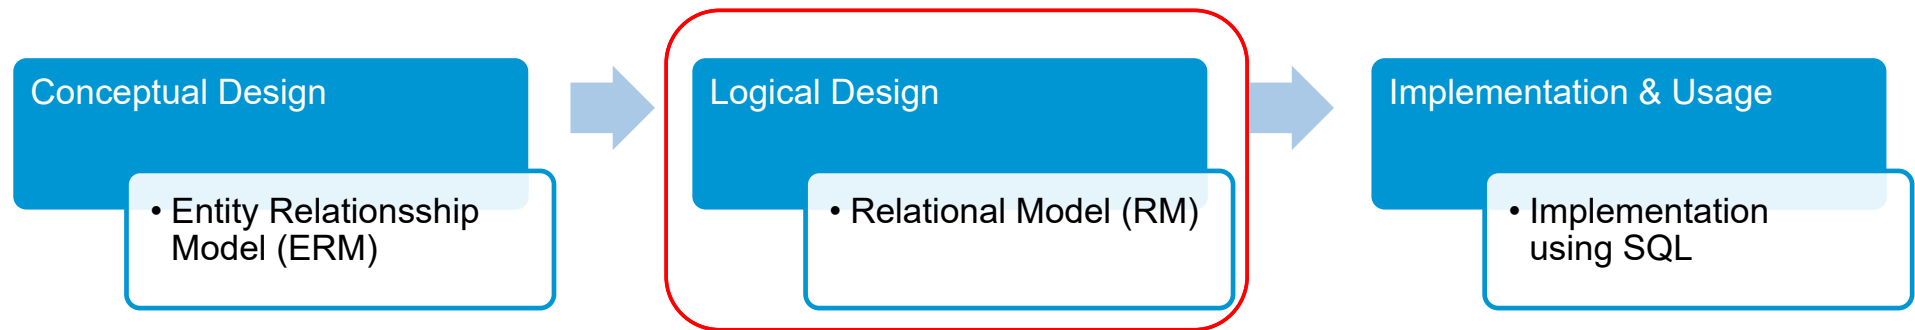 Conceptual Design
• Entity Relationsship
Model (ERM)
Logical Design
• Relational Model (RM)
Implementation & Usage
• Implementation
using SQL